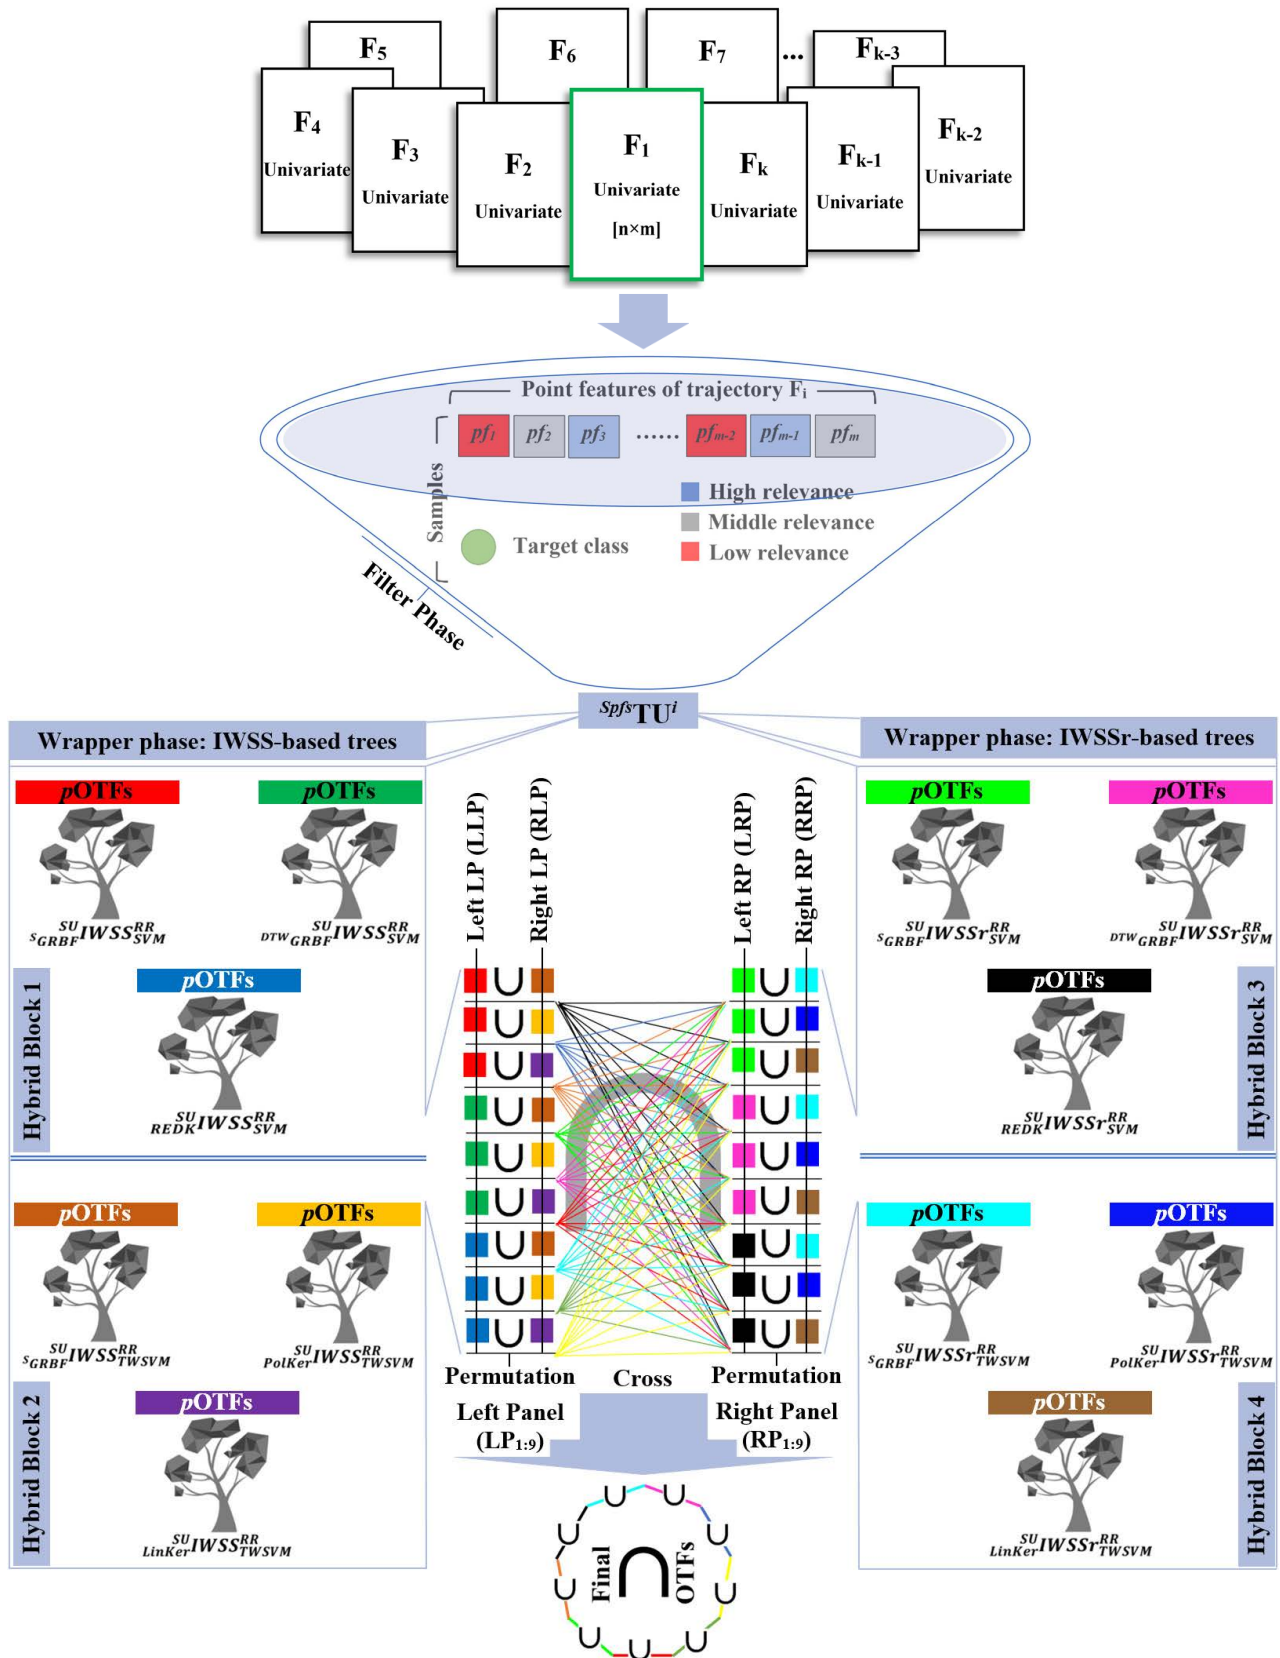 F5
F6
F7
...
Fk-3
F4
Univariate
F3
Univariate
F2
Univariate
F1
Univariate
[n×m]
Fk
Univariate
Fk-1
Univariate
Fk-2
Univariate
Point features of trajectory Fi
Samples
pf1 pf2 pf3 ...... pfm-2 pfm-1 pfm
High relevance
Middle relevance
Low relevance
Target class
Filter Phase
SpfsTUi
Wrapper phase: IWSS-based trees
pOTFs
pOTFs
SGRBF SU IWSS RR SVM
DTW GRBF SU IWSS RR SVM
pOTFs
REDK SU IWSS RR SVM
Hybrid Block 1
pOTFs
pOTFs
SGRBF SU IWSS RR TWSVM
PolKer SU IWSS RR TWSVM
pOTFs
LinKer SU IWSS RR TWSVM
Hybrid Block 2
Left LP (LLP)
Right LP (RLP)
Left RP (LRP)
Right RP (RRP)
∪ ∪
∪ ∪
∪ ∪
∪ ∪
∪ ∪
∪ ∪
∪ ∪
∪ ∪
∪ ∪
Permutation
Cross
Permutation
Left Panel
(LP1:9)
Right Panel
(RP1:9)
Wrapper phase: IWSSr-based trees
pOTFs
pOTFs
SGRBF SU IWSSr RR SVM
DTW GRBF SU IWSSr RR SVM
pOTFs
REDK SU IWSSr RR SVM
Hybrid Block 3
pOTFs
pOTFs
SGRBF SU IWSSr RR TWSVM
PolKer SU IWSSr RR TWSVM
pOTFs
LinKer SU IWSSr RR TWSVM
Hybrid Block 4
Final
∩
OTFs
∪ ∪ ∪ ∪ ∪ ∪ ∪ ∪ ∪